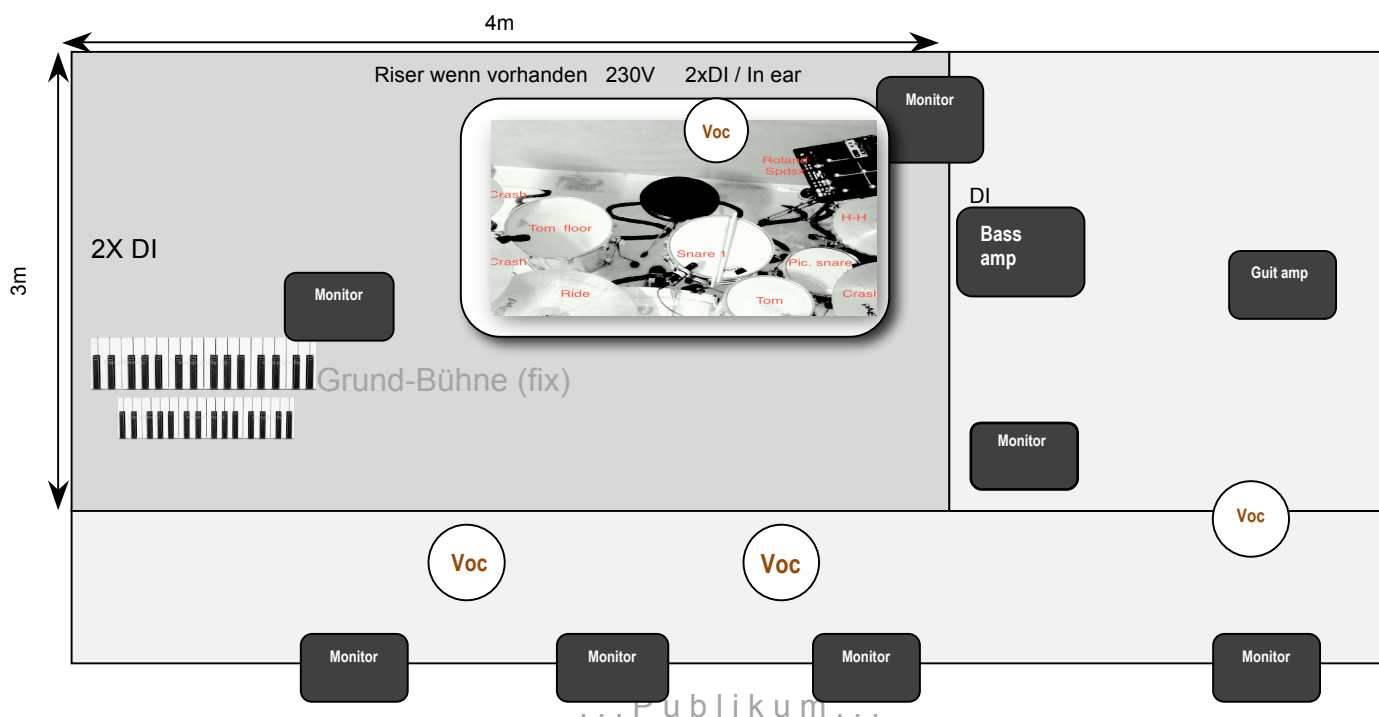 4m
Riser wenn vorhanden 230V 2xDI / In ear
Monitor
Voc
Roland
Spdsx
Crash
H-H
Tom floor
DI
Bass
amp
2X DI
Snare 1
Pic. snare
Crash
Guit amp
3m
Monitor
Ride
Tom
Crash
Grund-Bühne (fix)
Monitor
Voc
Voc
Voc
Monitor
Monitor
Monitor
Monitor
...Publikum...